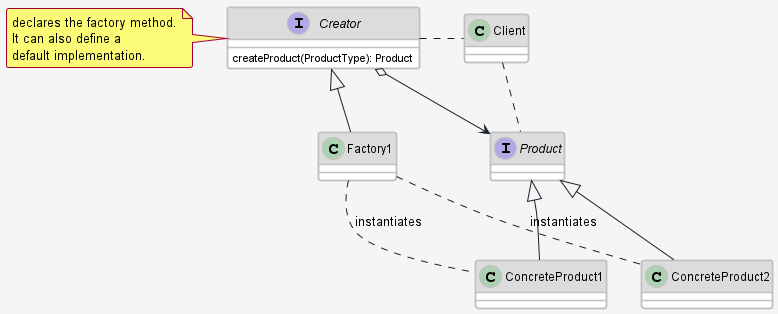 declares the factory method.
It can also define a
default implementation.
I Creator
createProduct(ProductType): Product
C Client
C Factory1
I Product
instantiates
instantiates
C ConcreteProduct1
C ConcreteProduct2